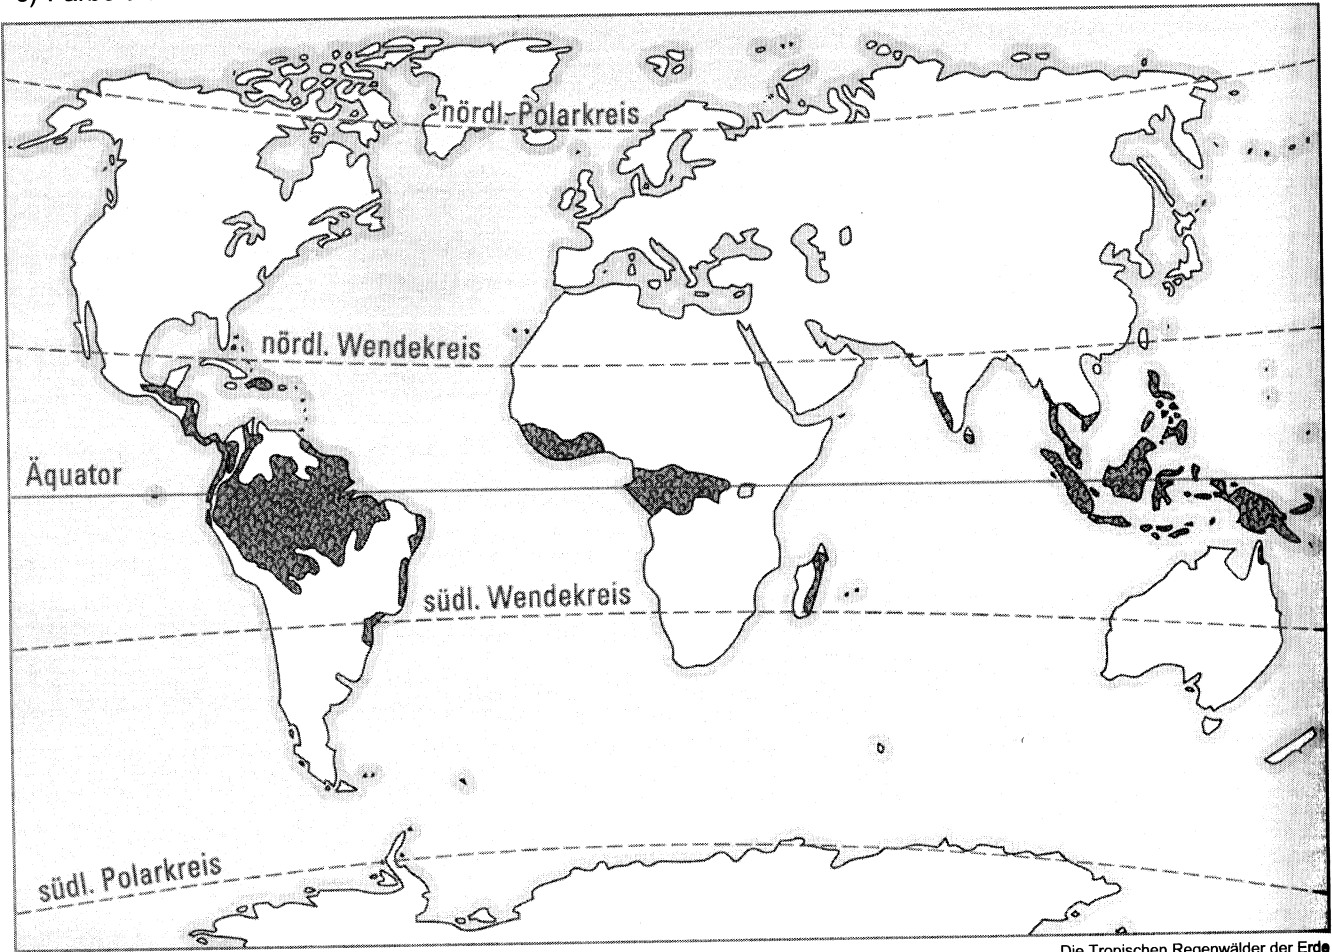 nördl. Polarkreis
nördl. Wendekreis
Äquator
südl. Wendekreis
südl. Polarkreis
Die Tropischen Regenwälder der Erde